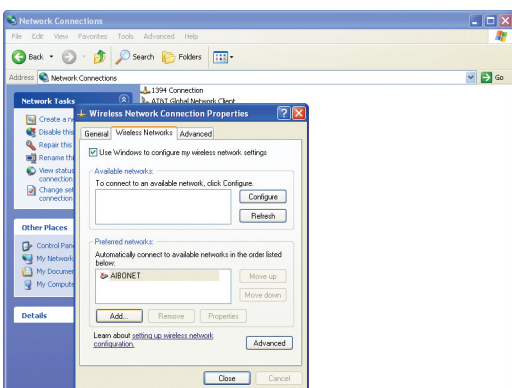 Network Connections
File Edit View Favorites Tools Advanced Help
Back Search Folders
Address Network Connections Go
1394 Connection
AT&T Global Network Client
Network Tasks
Create a ne
Disable this
Repair this
Rename thi
View status
connection
Change set
connection
Other Places
Control Pane
My Network
My Documen
My Compute
Details
Wireless Network Connection Properties
General Wireless Networks Advanced
Use Windows to configure my wireless network settings
Available networks:
To connect to an available network, click Configure.
Configure
Refresh
Preferred networks:
Automatically connect to available networks in the order listed
below:
AIBONET
Move up
Move down
Add... Remove Properties
Learn about setting up wireless network
configuration.
Advanced
Close Cancel